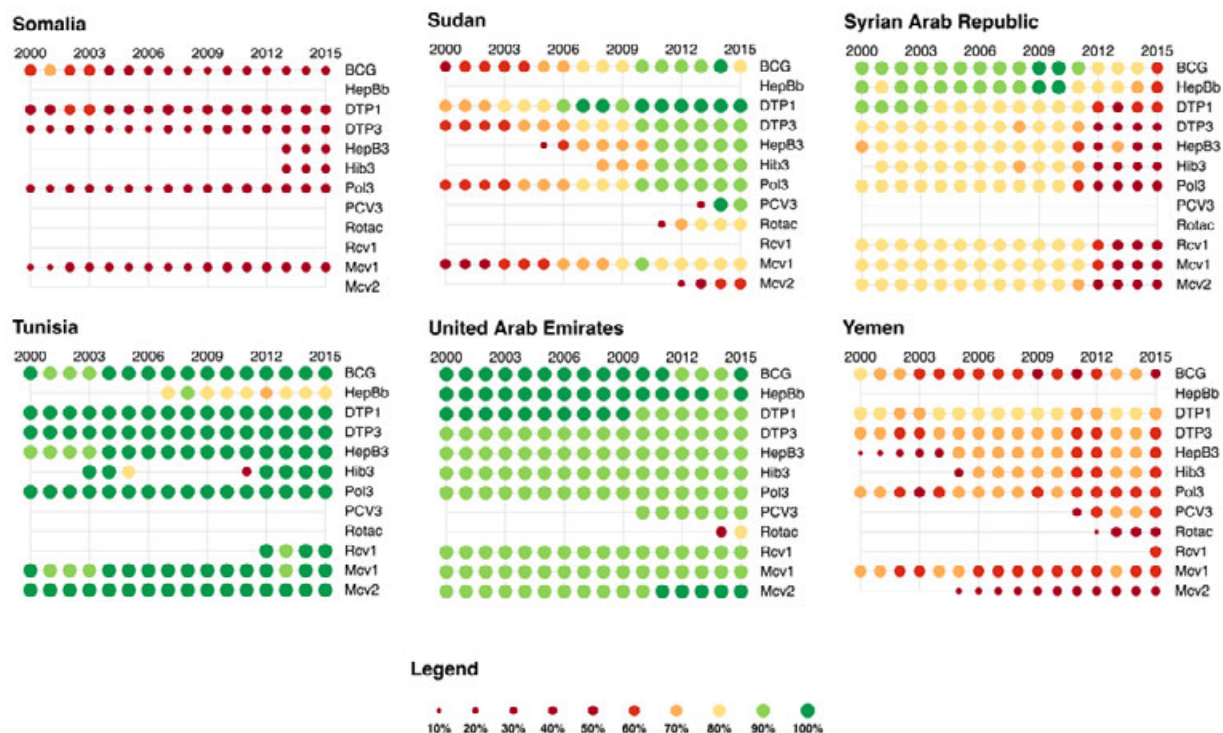 Somalia
2000 2003 2006 2009 2012 2015
BCG
HepBb
DTP1
DTP3
HepB3
Hib3
Pol3
PCV3
Rotac
Rcv1
Mcv1
Mcv2
Sudan
2000 2003 2006 2009 2012 2015
BCG
HepBb
DTP1
DTP3
HepB3
Hib3
Pol3
PCV3
Rotac
Rcv1
Mcv1
Mcv2
Syrian Arab Republic
2000 2003 2006 2009 2012 2015
BCG
HepBb
DTP1
DTP3
HepB3
Hib3
Pol3
PCV3
Rotac
Rcv1
Mcv1
Mcv2
Tunisia
2000 2003 2006 2009 2012 2015
BCG
HepBb
DTP1
DTP3
HepB3
Hib3
Pol3
PCV3
Rotac
Rcv1
Mcv1
Mcv2
United Arab Emirates
2000 2003 2006 2009 2012 2015
BCG
HepBb
DTP1
DTP3
HepB3
Hib3
Pol3
PCV3
Rotac
Rcv1
Mcv1
Mcv2
Yemen
2000 2003 2006 2009 2012 2015
BCG
HepBb
DTP1
DTP3
HepB3
Hib3
Pol3
PCV3
Rotac
Rcv1
Mcv1
Mcv2
Legend
10% 20% 30% 40% 50% 60% 70% 80% 90% 100%